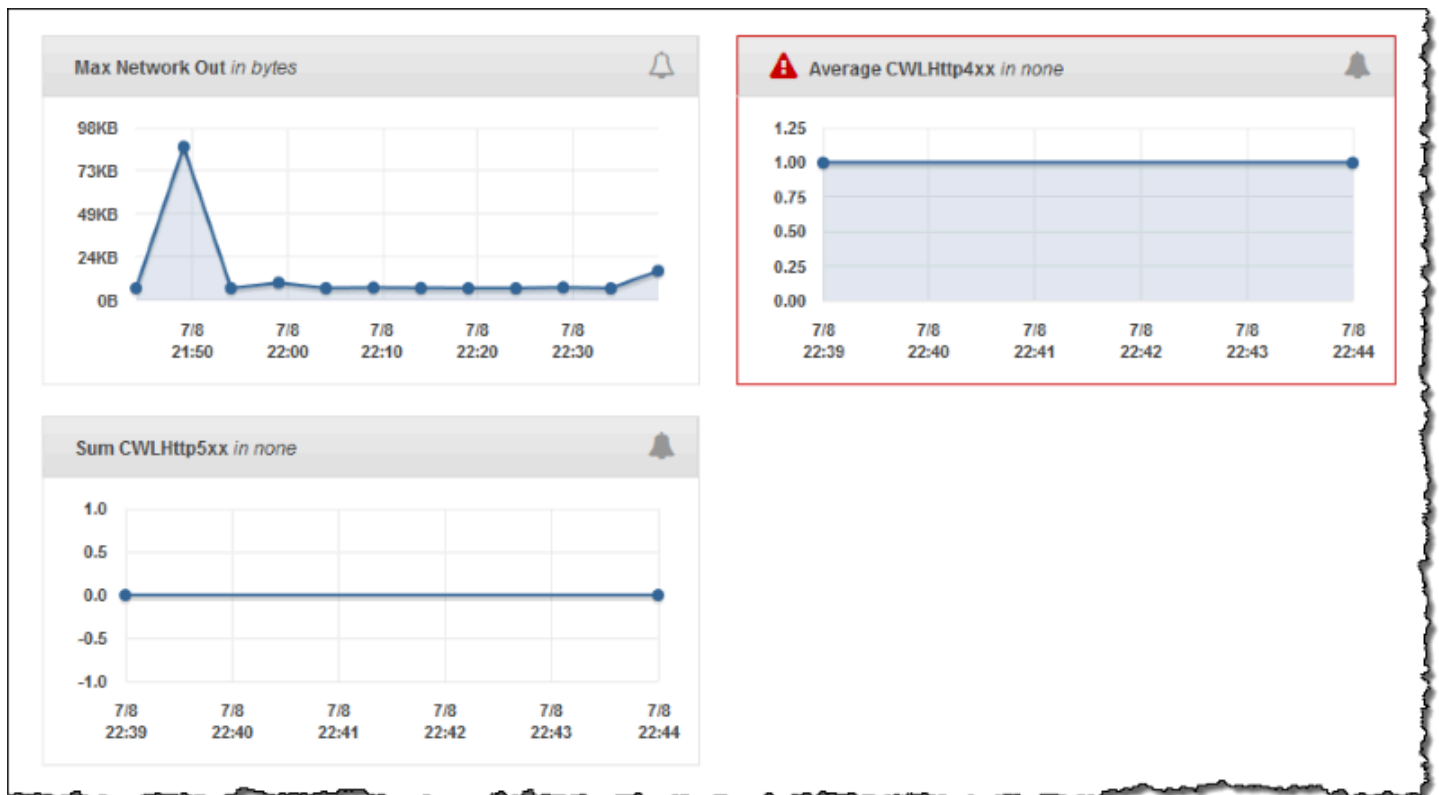 Max Network Out in bytes
98KB
73KB
49KB
24KB
0B
7/8 7/8 7/8 7/8 7/8
21:50 22:00 22:10 22:20 22:30
Average CWLHttp4xx in none
1.25
1.00
0.75
0.50
0.25
0.00
7/8 7/8 7/8 7/8 7/8 7/8
22:39 22:40 22:41 22:42 22:43 22:44
Sum CWLHttp5xx in none
1.0
0.5
0.0
-0.5
-1.0
7/8 7/8 7/8 7/8 7/8 7/8
22:39 22:40 22:41 22:42 22:43 22:44